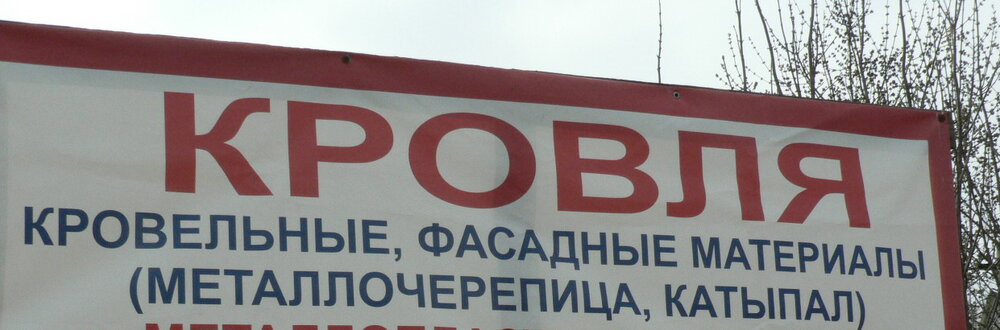 КРОВЛЯ
КРОВЕЛЬНЫЕ, ФАСАДНЫЕ МАТЕРИАЛЫ
(МЕТАЛЛОЧЕРЕПИЦА, КАТЫПАЛ)